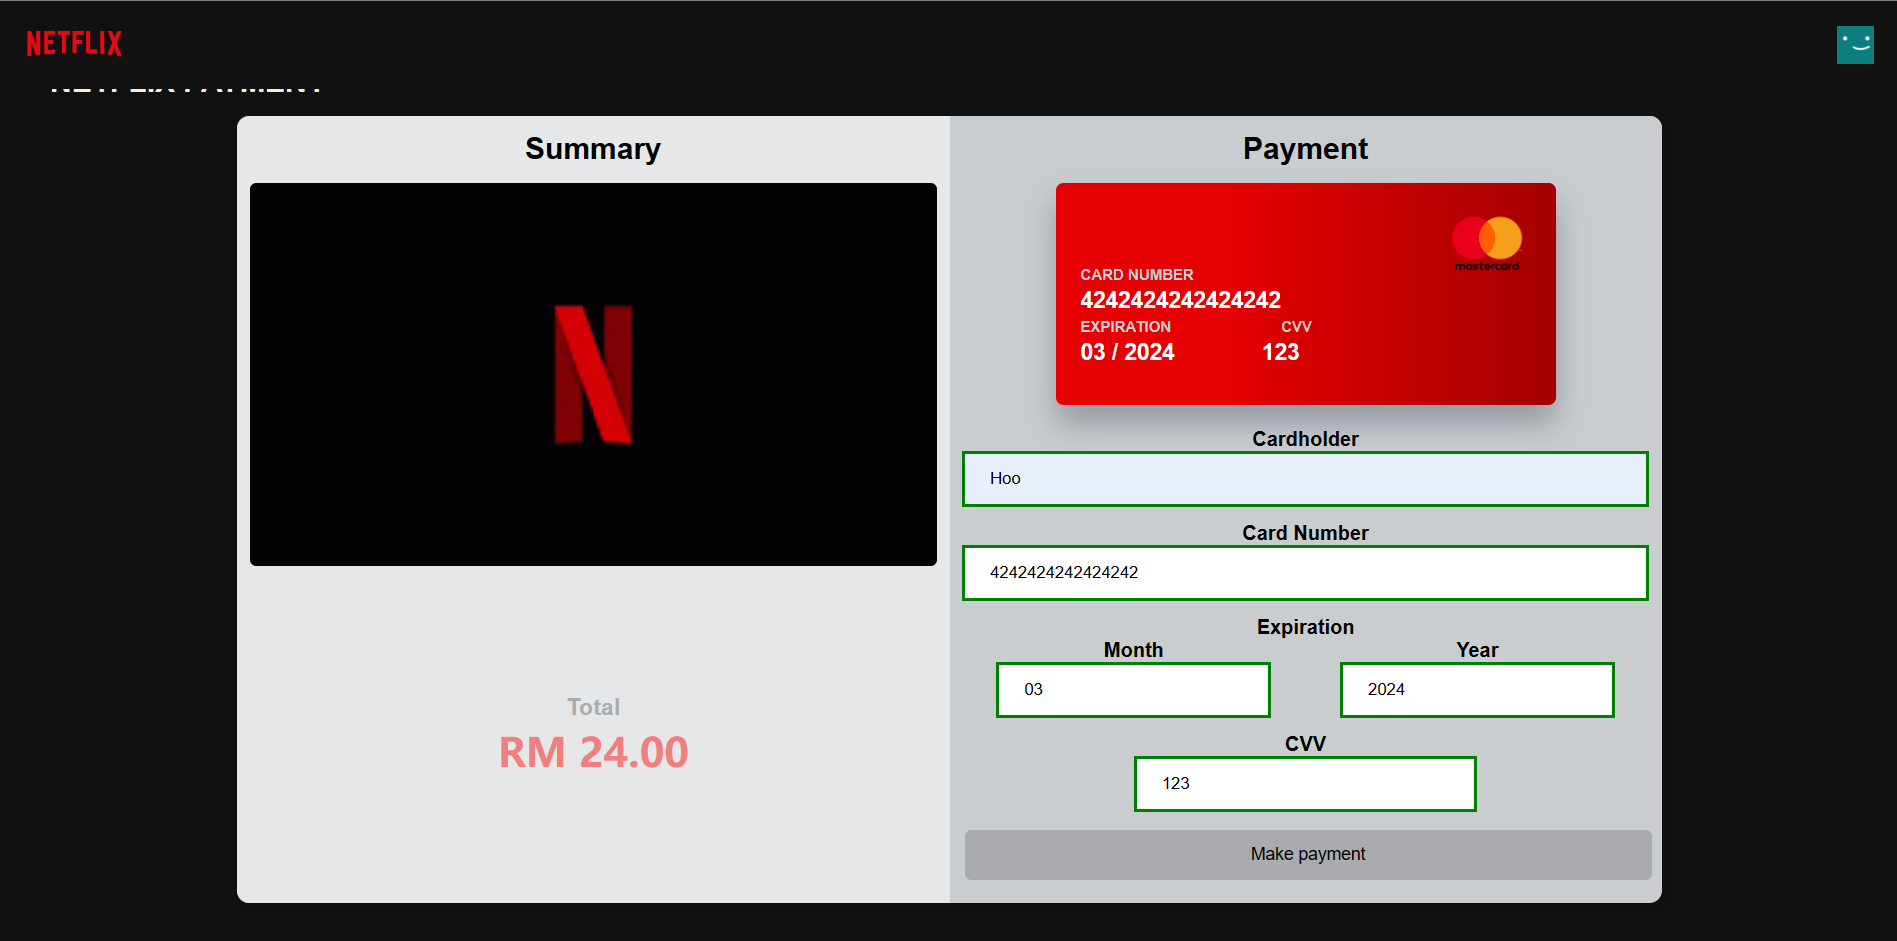 NETFLIX
Summary
Total
RM 24.00
Payment
mastercard.
CARD NUMBER
4242424242424242
EXPIRATION CVV
03 / 2024 123
Cardholder
Hoo
Card Number
4242424242424242
Expiration
Month Year
03 2024
CVV
123
Make payment